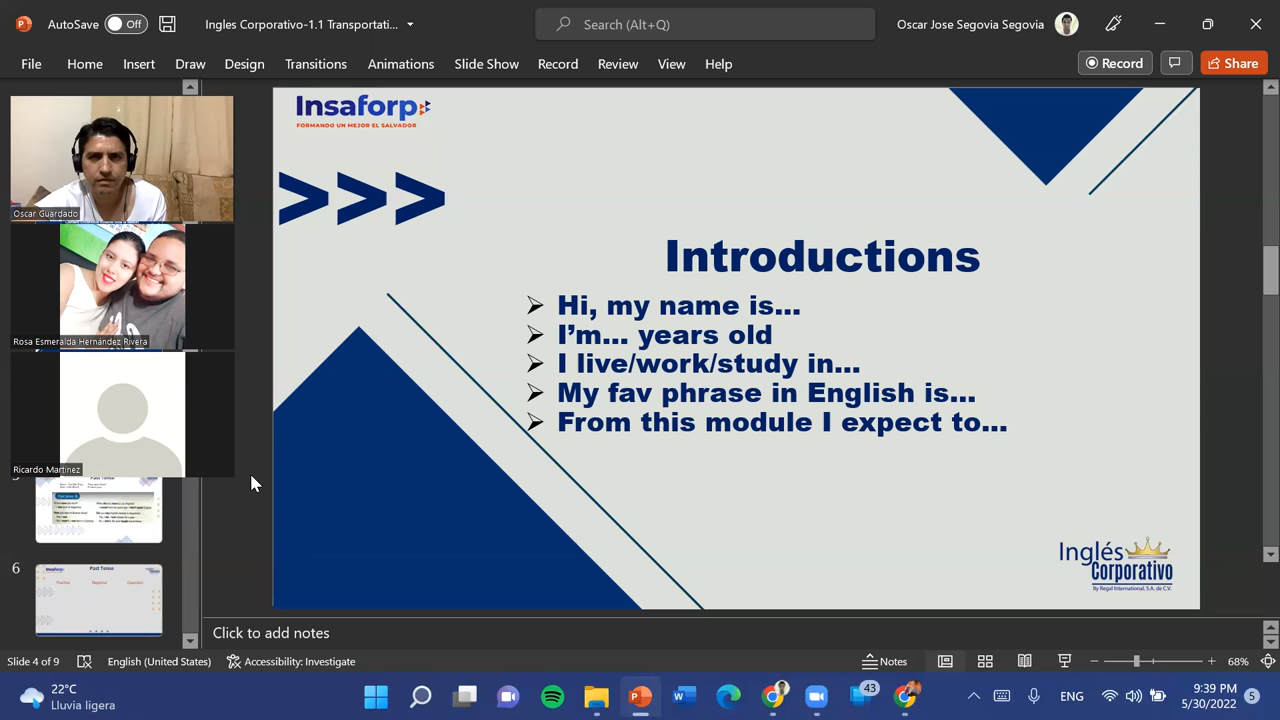 AutoSave
Off
Ingles Corporativo-1.1 Transportati...
Search (Alt+Q)
Oscar Jose Segovia Segovia
File
Home
Insert
Draw
Design
Transitions
Animations
Slide Show
Record
Review
View
Help
Record
Share
Oscar Guardado
Rosa Esmeralda Hernández Rivera
Ricardo Martinez
Past Tense
6
Past Tense
Positive
Negative
Question
Insaforp
FORMANDO UN MEJOR EL SALVADOR
>>>
Introductions
Hi, my name is...
I'm... years old
I live/work/study in...
My fav phrase in English is...
From this module I expect to...
Inglés
Corporativo
By Regal International, S.A. de C.V.
Click to add notes
Slide 4 of 9
English (United States)
Accessibility: Investigate
Notes
68%
22°C
Lluvia ligera
43
ENG
9:39 PM
5/30/2022
5